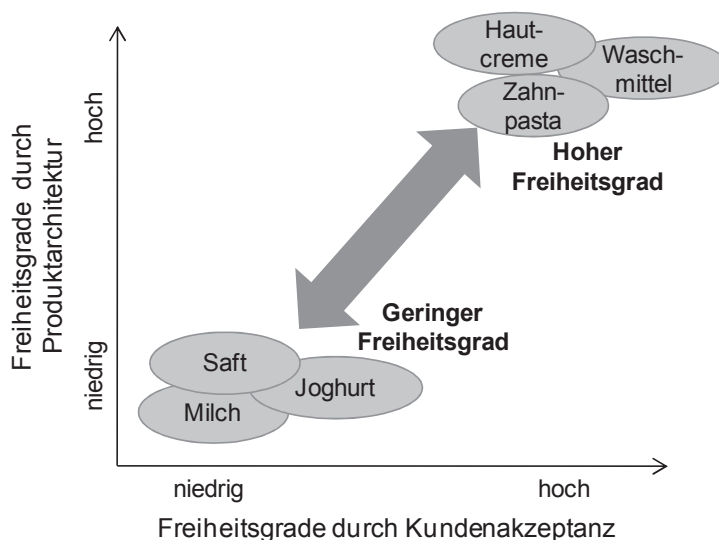 Freiheitsgrade durch
Produktarchitektur
hoch
niedrig
Haut-
creme
Wasch-
mittel
Zahn-
pasta
Hoher
Freiheitsgrad
Geringer
Freiheitsgrad
Saft
Joghurt
Milch
niedrig
hoch
Freiheitsgrade durch Kundenakzeptanz